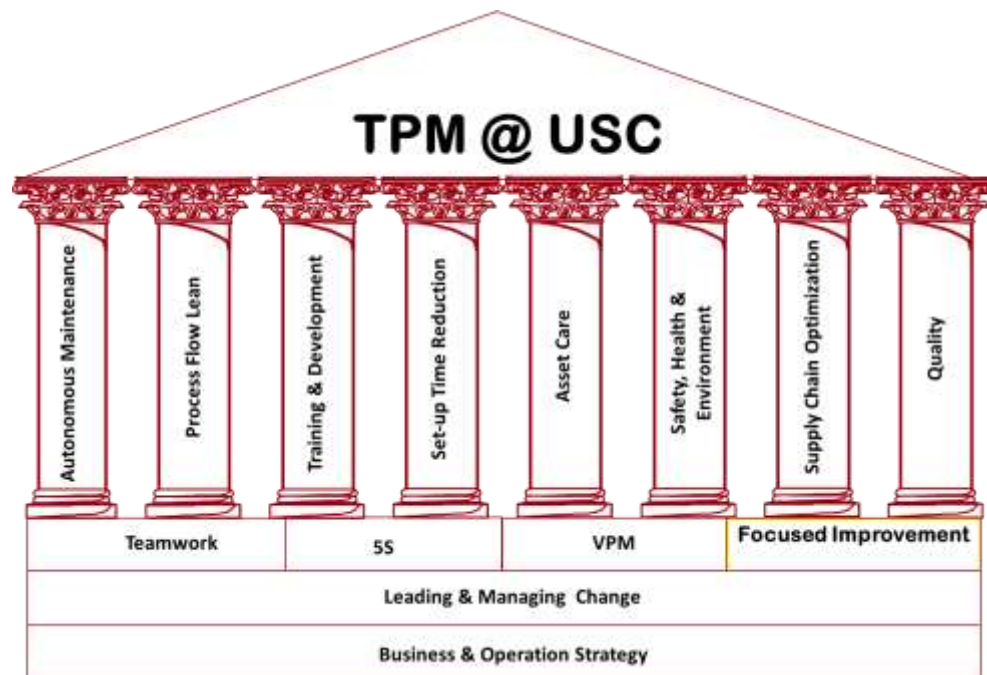 TPM @ USC
Autonomous Maintenance
Process Flow Lean
Training & Development
Set-up Time Reduction
Asset Care
Safety, Health &
Environment
Supply Chain Optimization
Quality
Teamwork
5S
VPM
Focused Improvement
Leading & Managing Change
Business & Operation Strategy